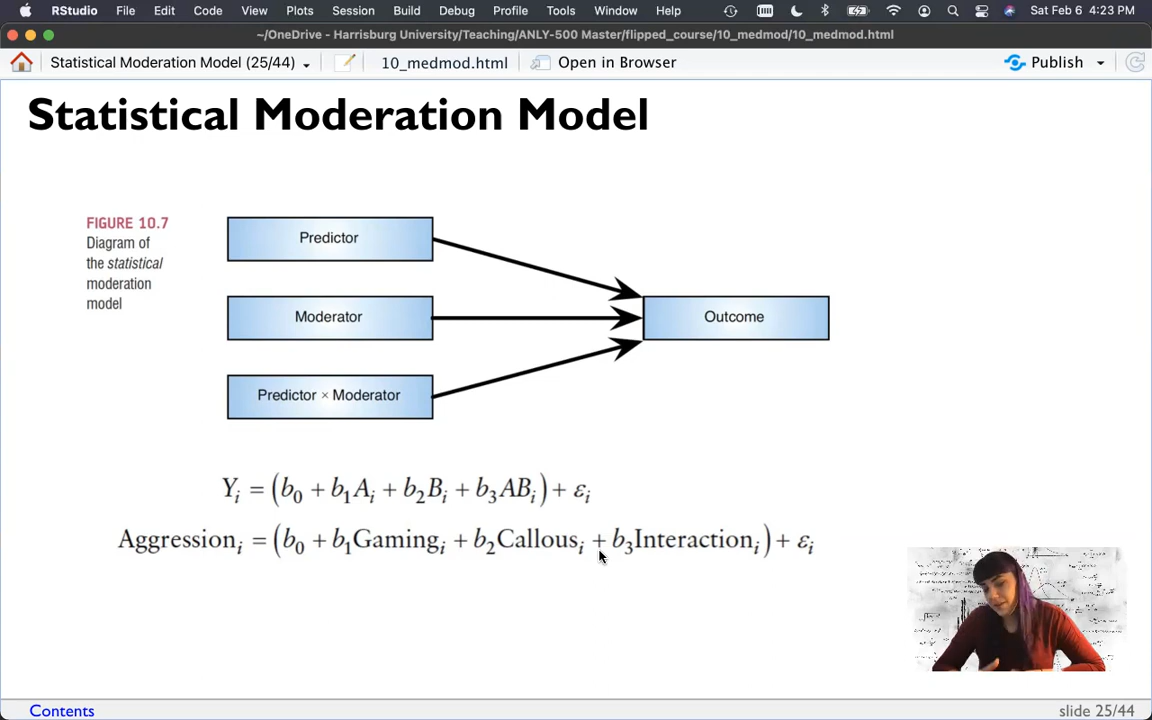 RStudio File Edit Code View Plots Session Build Debug Profile Tools Window Help Sat Feb 6 4:23 PM
~/OneDrive - Harrisburg University/Teaching/ANLY-500 Master/flipped_course/10_medmod/10_medmod.html
Statistical Moderation Model (25/44) 10_medmod.html Open in Browser Publish
Statistical Moderation Model
FIGURE 10.7
Diagram of
the statistical
moderation
model
Predictor
Moderator
Predictor × Moderator
Outcome
Yᵢ = (b₀ + b₁Aᵢ + b₂Bᵢ + b₃ABᵢ) + εᵢ
Aggressionᵢ = (b₀ + b₁Gamingᵢ + b₂Callousᵢ + b₃Interactionᵢ) + εᵢ
Contents slide 25/44